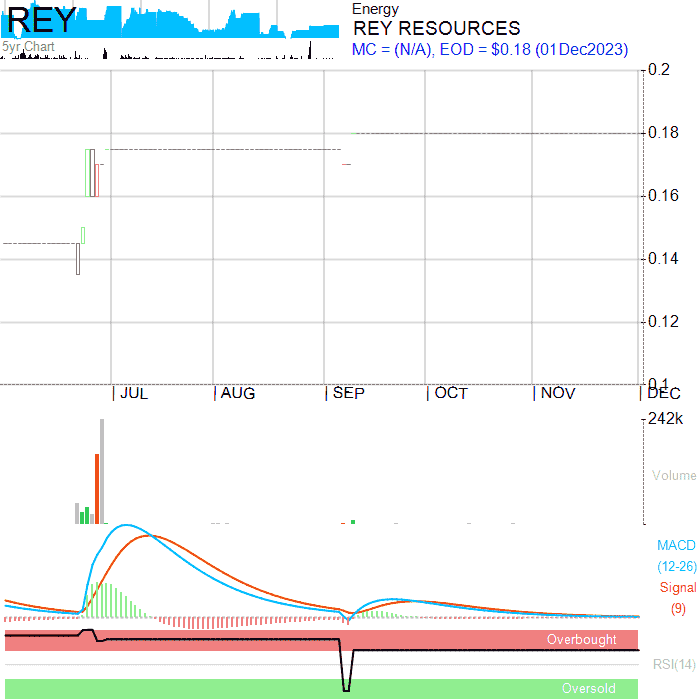 REY
5yr Chart
Energy
REY RESOURCES
MC = (N/A), EOD = $0.18 (01Dec2023)
0.2
0.18
0.16
0.14
0.12
0.1
JUL AUG SEP OCT NOV DEC
242k
Volume
MACD
(12-26)
Signal
(9)
Overbought
RSI(14)
Oversold